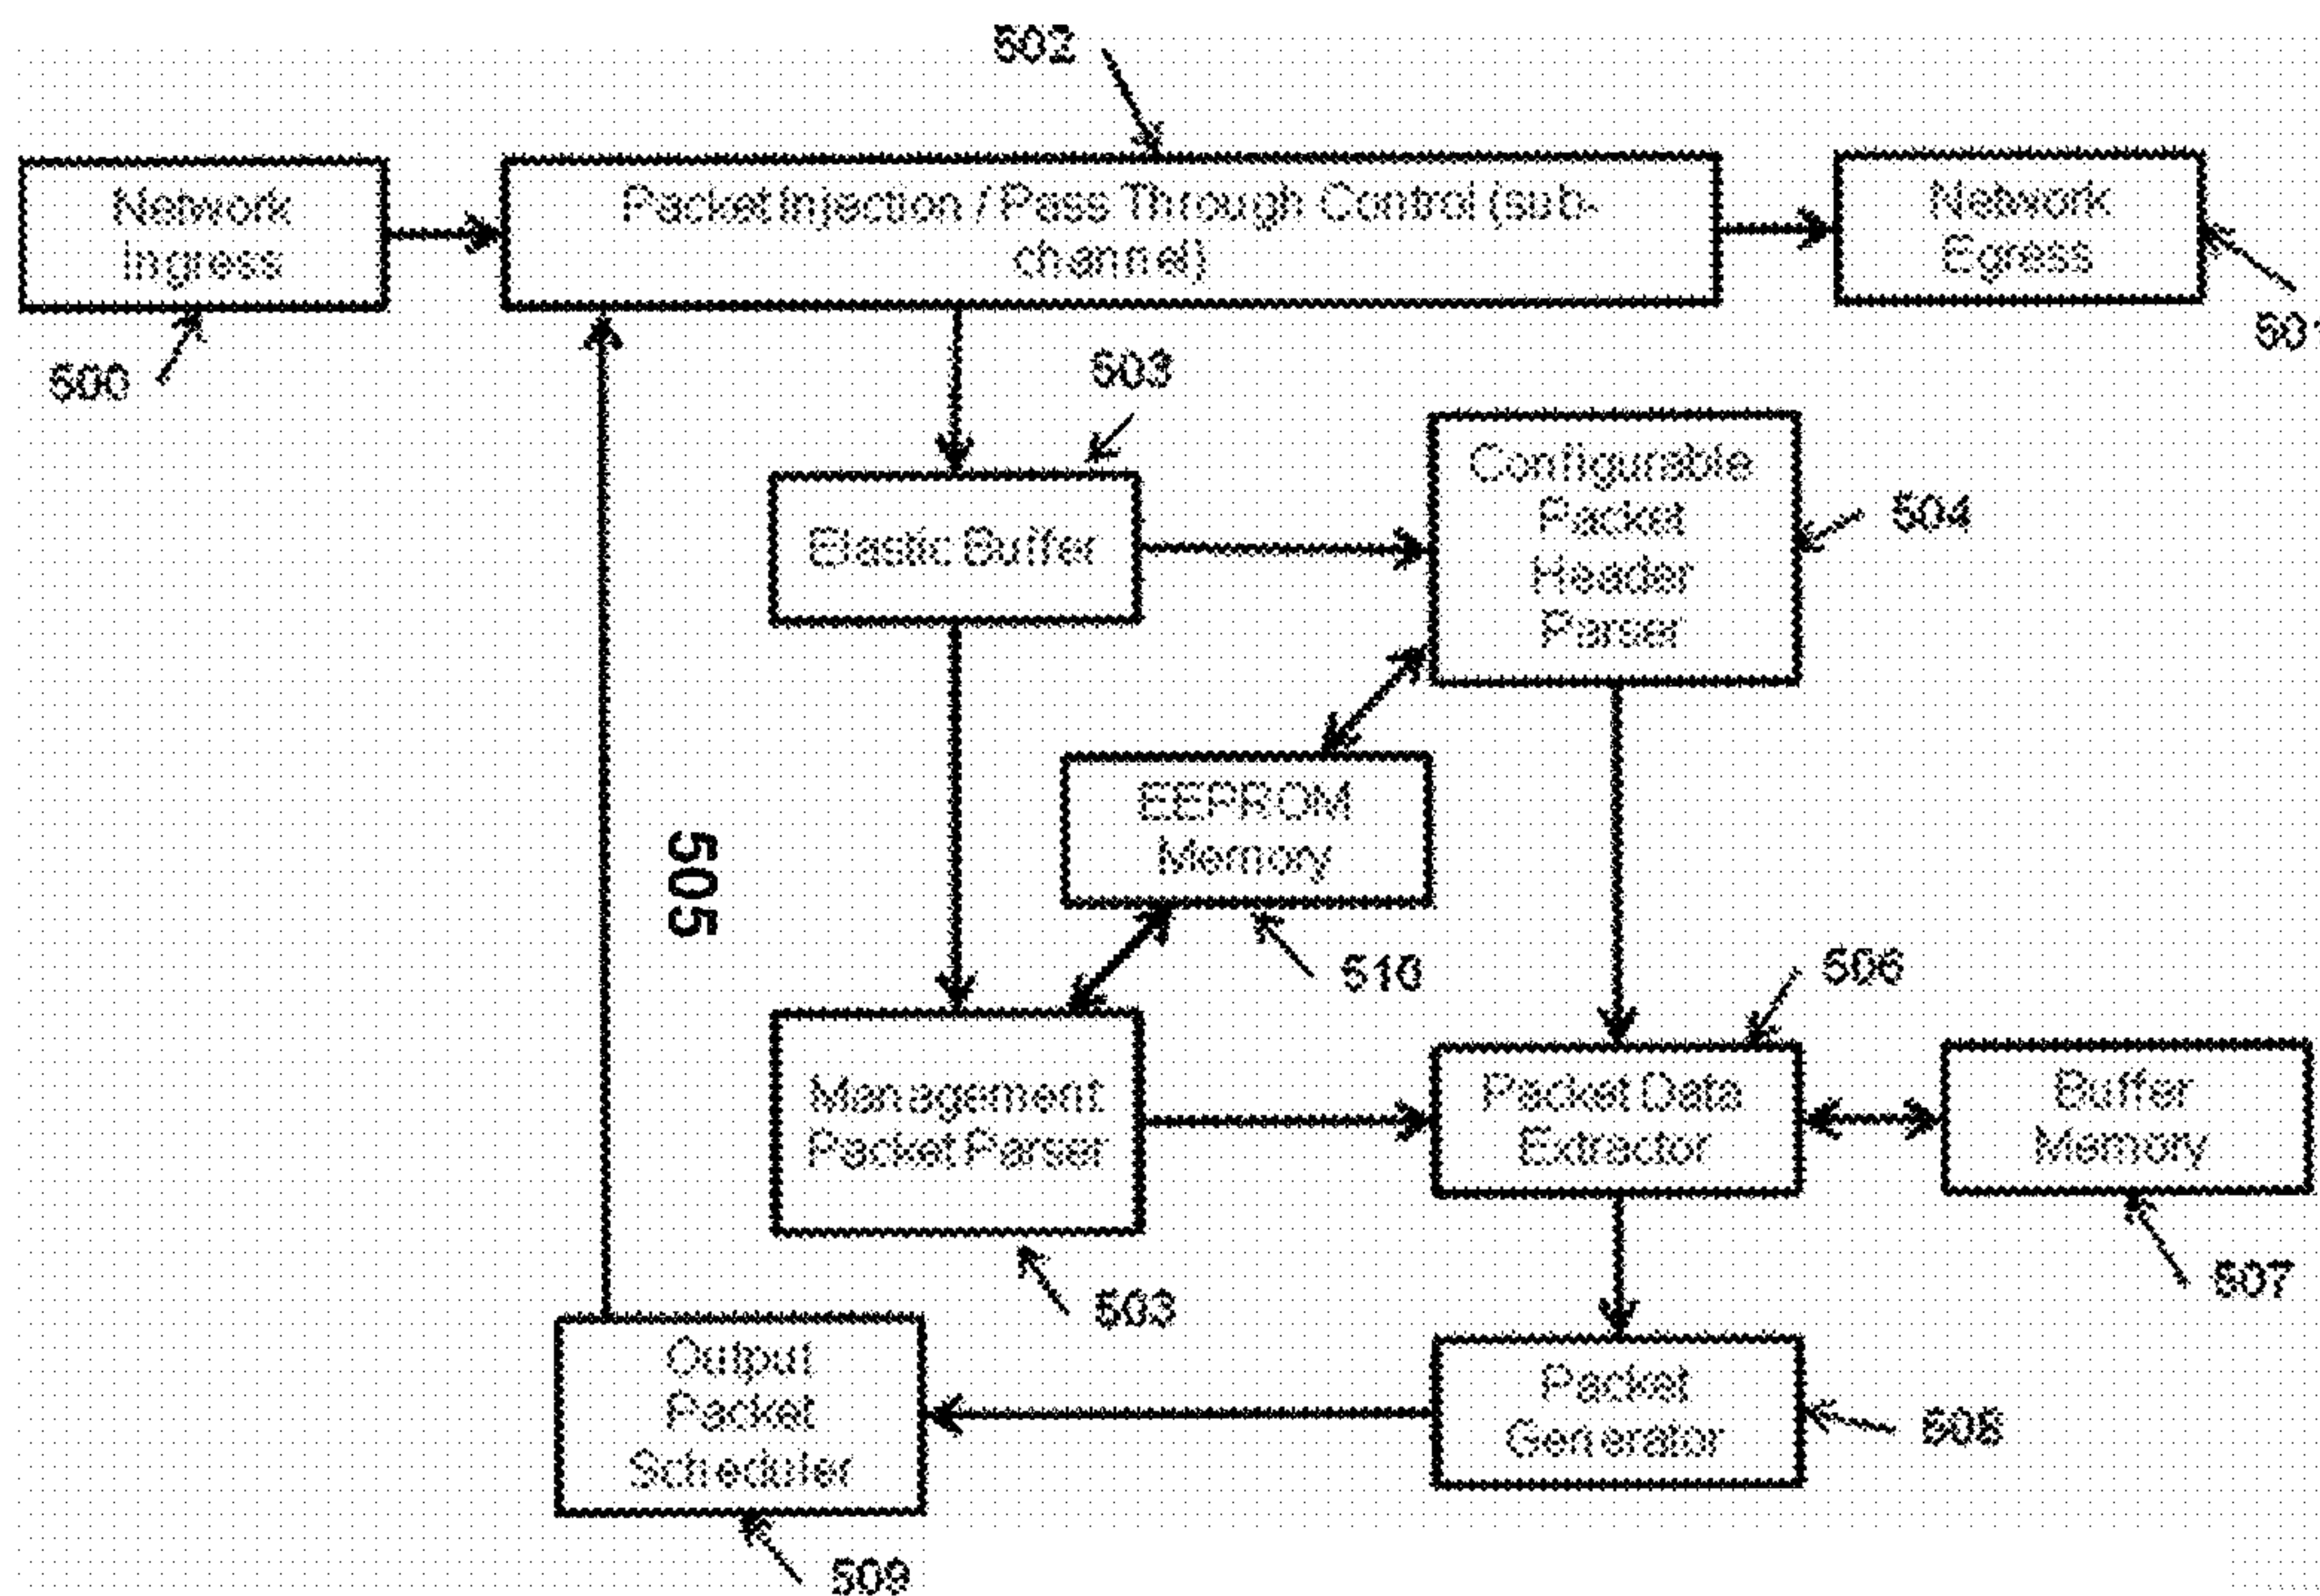 502
Network
Ingress
Packet Injection / Pass Through Control (sub-
channel)
Network
Egress
500
501
503
Elastic Buffer
Configurable
Packet
Header
Parser
504
EEPROM
Memory
505
510
506
Management
Packet Parser
Packet Data
Extractor
Buffer
Memory
503
507
Output
Packet
Scheduler
Packet
Generator
508
509